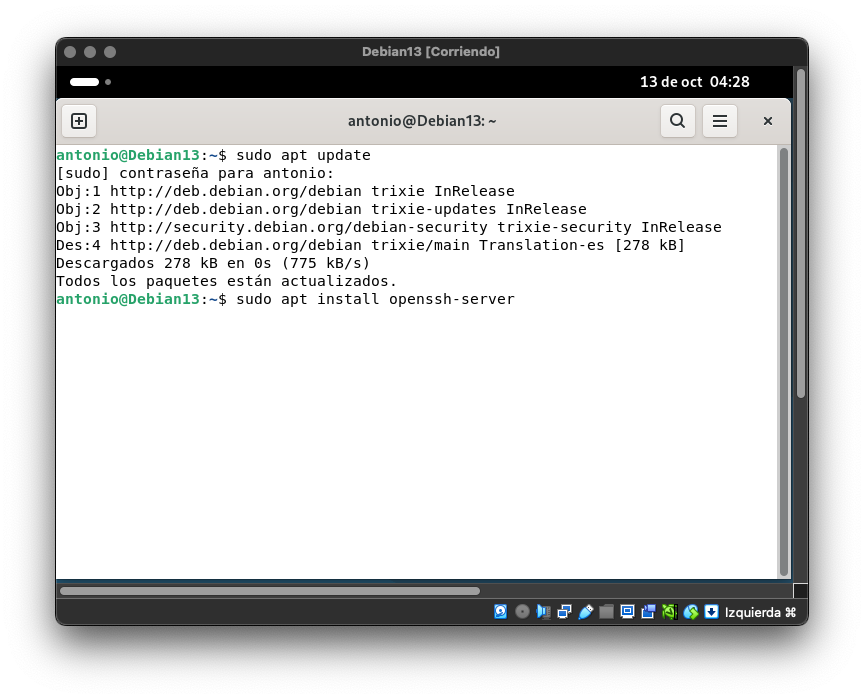 Debian13 [Corriendo]
13 de oct 04:28
antonio@Debian13: ~
antonio@Debian13:~$ sudo apt update
[sudo] contraseña para antonio:
Obj:1 http://deb.debian.org/debian trixie InRelease
Obj:2 http://deb.debian.org/debian trixie-updates InRelease
Obj:3 http://security.debian.org/debian-security trixie-security InRelease
Des:4 http://deb.debian.org/debian trixie/main Translation-es [278 kB]
Descargados 278 kB en 0s (775 kB/s)
Todos los paquetes están actualizados.
antonio@Debian13:~$ sudo apt install openssh-server
Izquierda ⌘